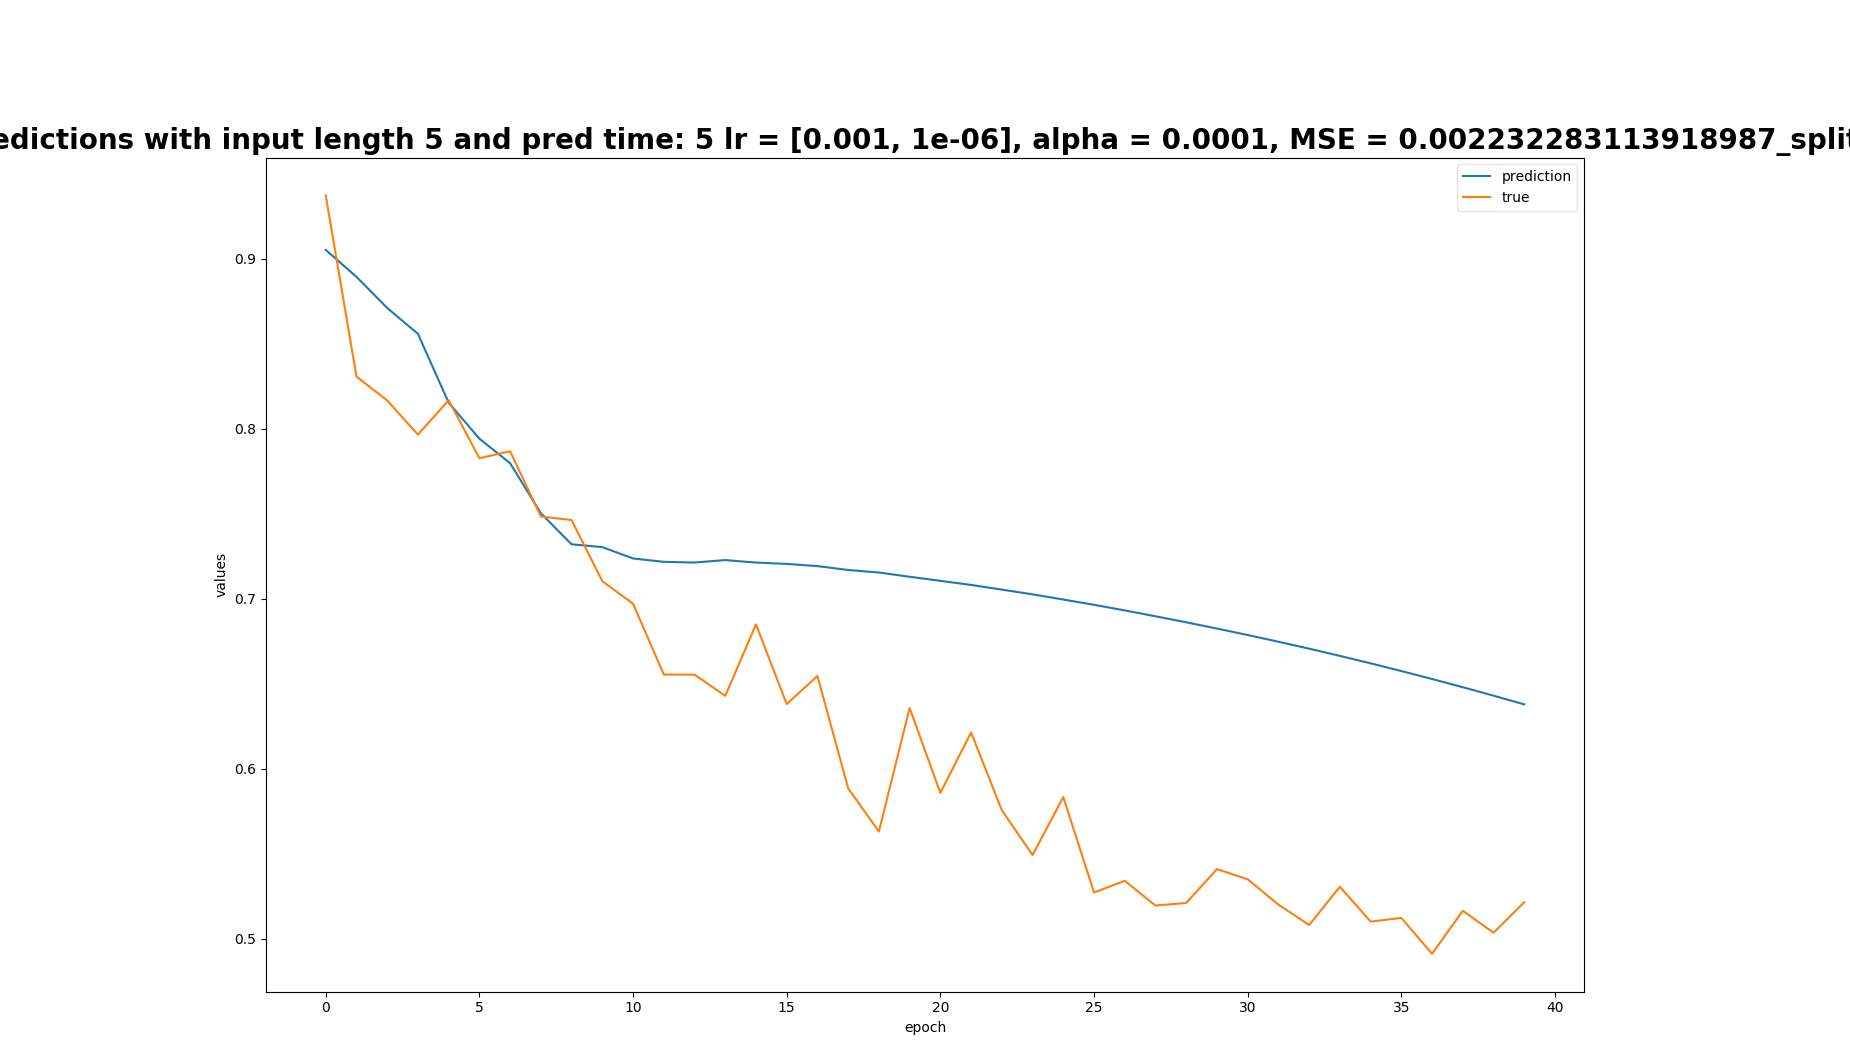 edictions with input length 5 and pred time: 5 lr = [0.001, 1e-06], alpha = 0.0001, MSE = 0.002232283113918987_split
prediction
true
0.9
0.8
0.7
0.6
0.5
values
0 5 10 15 20 25 30 35 40
epoch